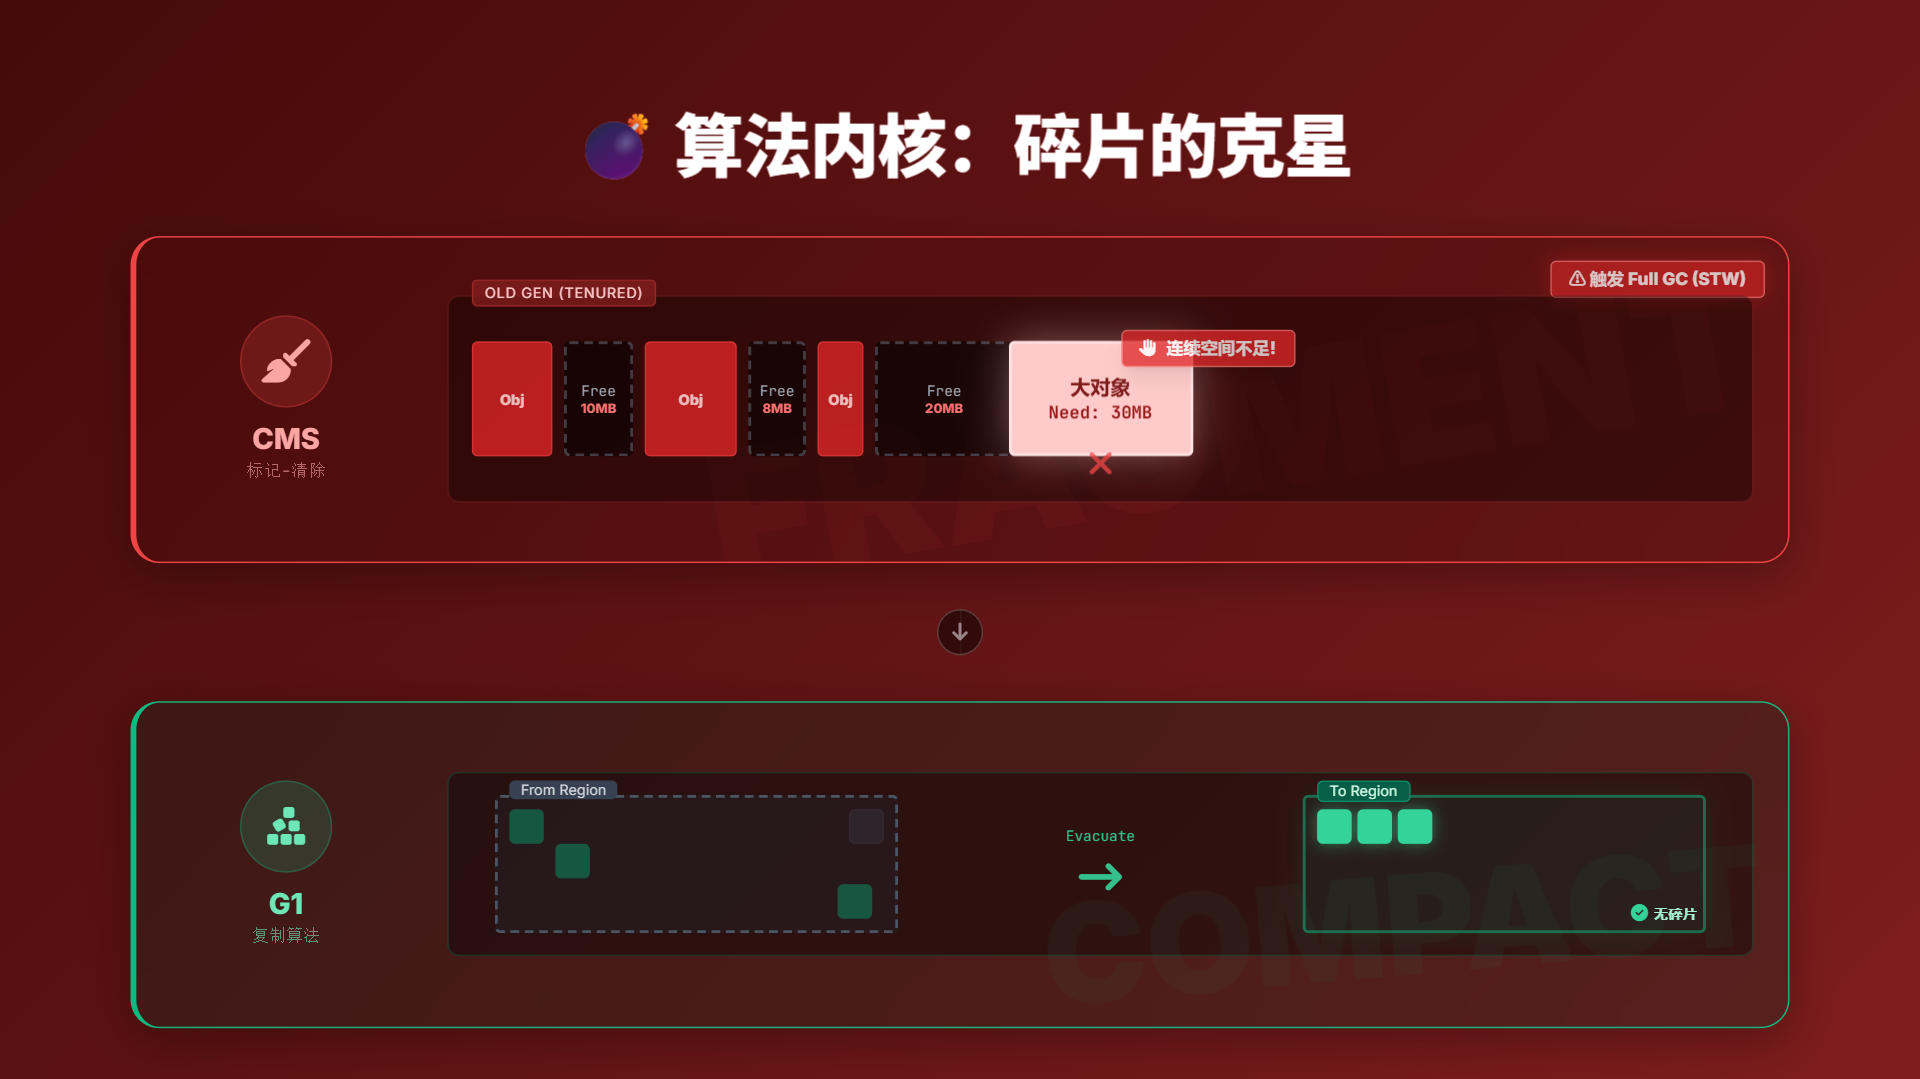 算法内核：碎片的克星
触发 Full GC (STW)
OLD GEN (TENURED)
连续空间不足!
Obj
Free
10MB
Obj
Free
8MB
Obj
Free
20MB
大对象
Need: 30MB
CMS
标记-清除
FRAGMENT
From Region
To Region
Evacuate
无碎片
G1
复制算法
COMPACT